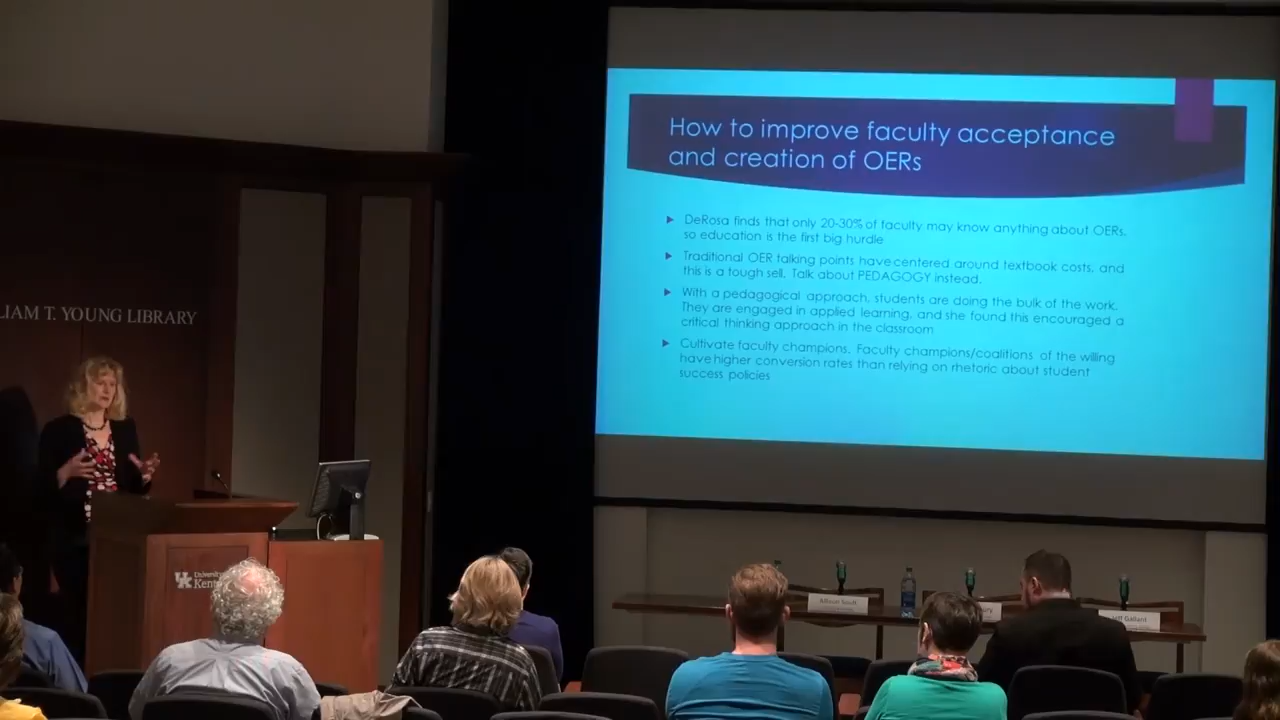 How to improve faculty acceptance
and creation of OERs
DeRosa finds that only 20-30% of faculty may know anything about OERs,
so education is the first big hurdle
Traditional OER talking points have centered around textbook costs, and
this is a tough sell. Talk about PEDAGOGY instead.
With a pedagogical approach, students are doing the bulk of the work.
They are engaged in applied learning, and she found this encouraged a
critical thinking approach in the classroom
Cultivate faculty champions. Faculty champions/coalitions of the willing
have higher conversion rates than relying on rhetoric about student
success policies
LIAM T. YOUNG LIBRARY
UK
Jeff Gallant